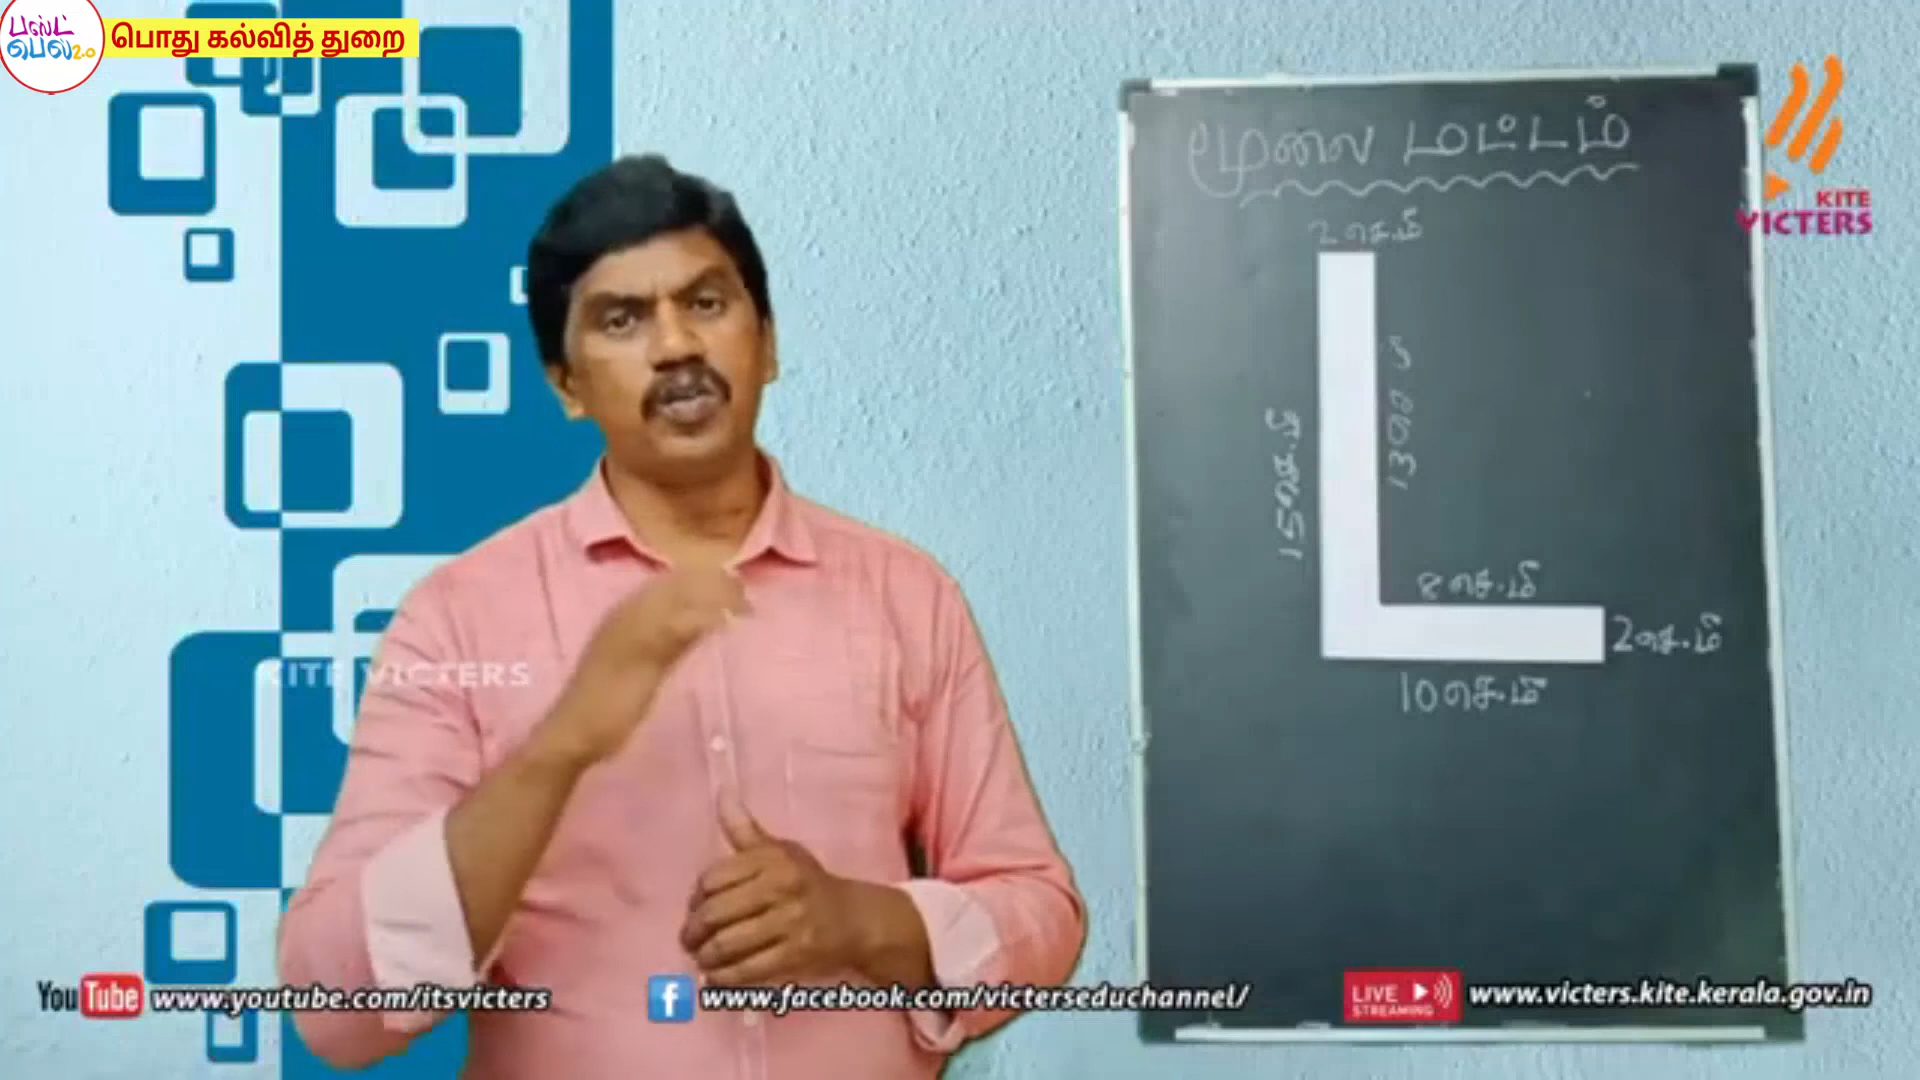 பஸ்ட்
பெல் 2.0
பொது கல்வித் துறை
மூலை மட்டம்
KITE
VICTERS
2 செ.மீ
15 செ.மீ
13 செ.மீ
8 செ.மீ
2 செ.மீ
10 செ.மீ
KITE VICTERS
YouTube www.youtube.com/itsvicters
f www.facebook.com/victerseduchannel/
LIVE STREAMING www.victers.kite.kerala.gov.in